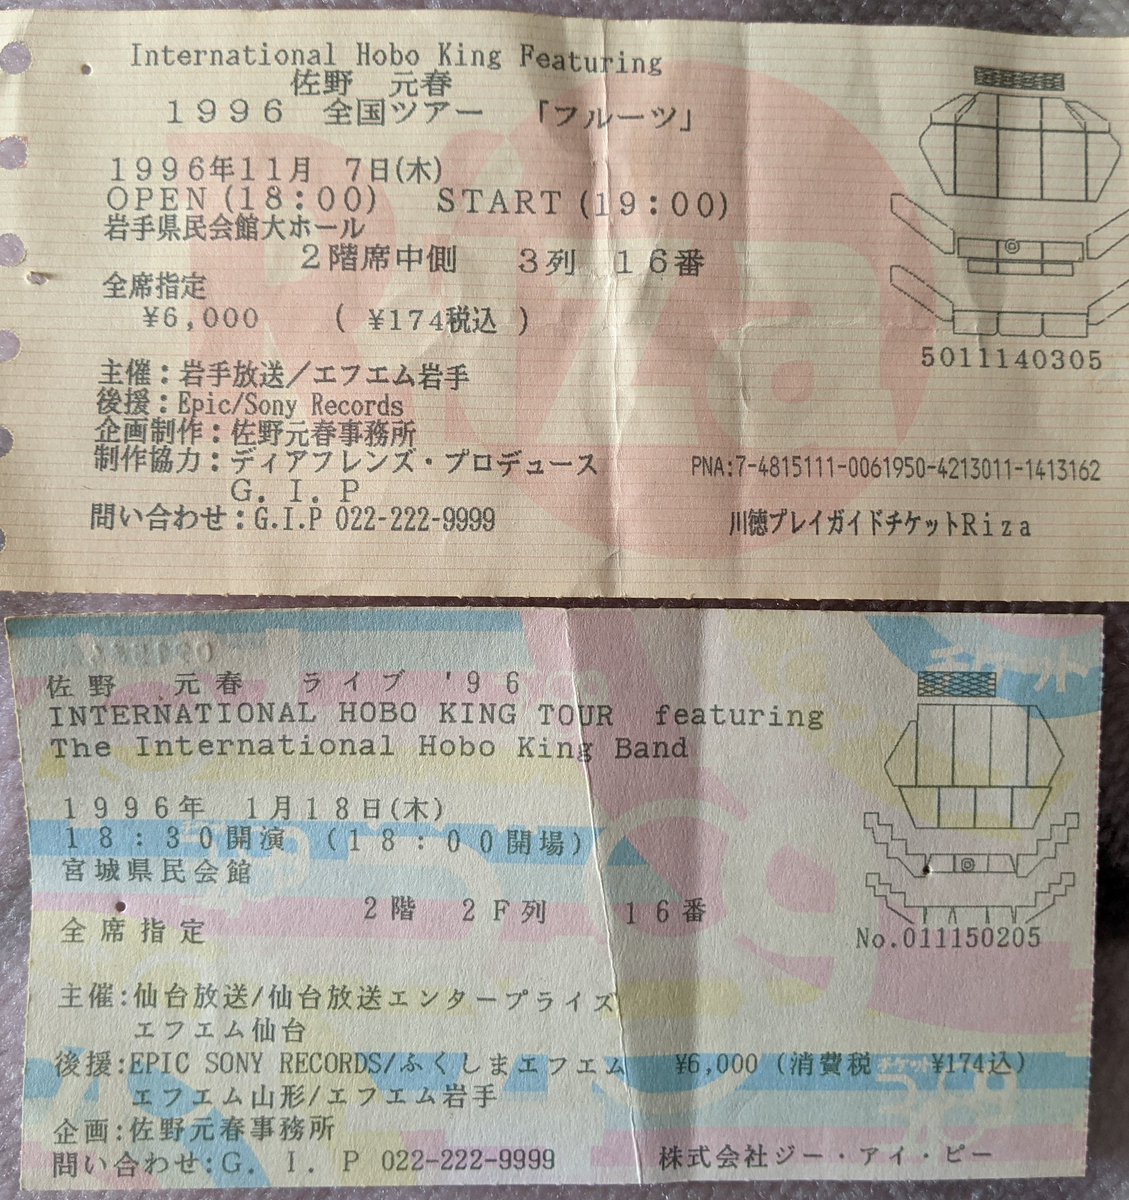 International Hobo King Featuring
佐野 元春
1996 全国ツアー 「フルーツ」
1996年11月 7日(木)
OPEN(18:00) START(19:00)
岩手県民会館大ホール
2階席中側 3列 16番
全席指定
¥6,000 ( ¥174税込 )
5011140305
主催:岩手放送/エフエム岩手
後援:Epic/Sony Records
企画制作:佐野元春事務所
制作協力:ディアフレンズ・プロデュース
G.I.P
PNA:7-4815111-0061950-4213011-1413162
問い合わせ:G.I.P 022-222-9999
川徳プレイガイドチケットRiza
チケット
佐野 元春 ライブ '96
INTERNATIONAL HOBO KING TOUR featuring
The International Hobo King Band
1996年 1月18日(木)
18:30開演 (18:00開場)
宮城県民会館
2階 2F列 16番
全席指定
No.011150205
主催:仙台放送/仙台放送エンタープライズ
エフエム仙台
後援:EPIC SONY RECORDS/ふくしまエフエム ¥6,000(消費税 ¥174込)
エフエム山形/エフエム岩手
企画:佐野元春事務所
問い合わせ:G.I.P 022-222-9999
株式会社ジー・アイ・ピー